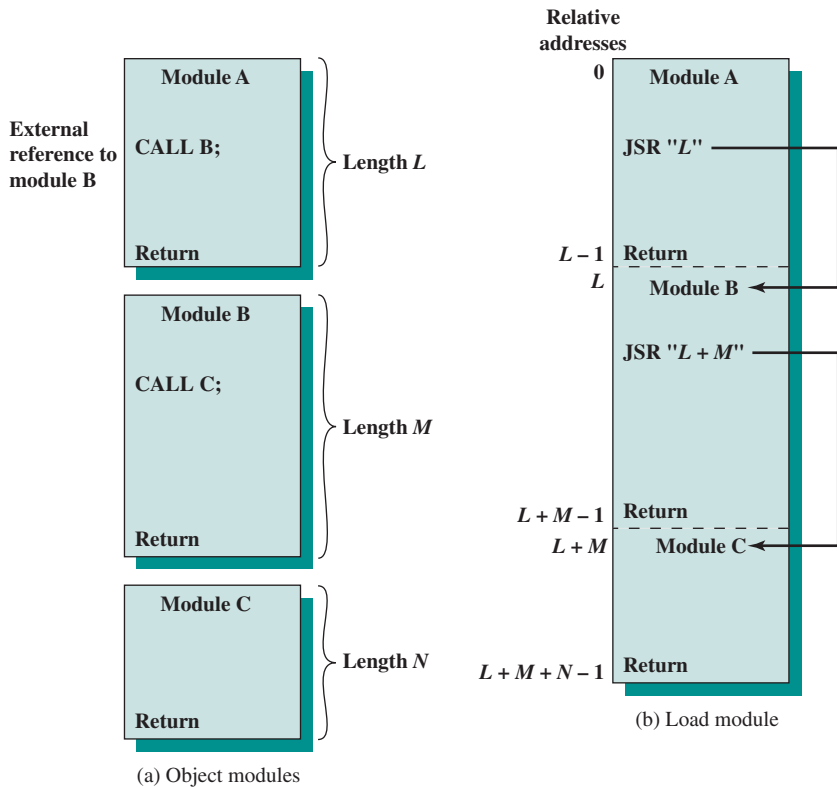 External
reference to
module B
Module A
CALL B;
Return
Length L
Module B
CALL C;
Return
Length M
Module C
Return
Length N
(a) Object modules
Relative
addresses
0
Module A
JSR "L"
L – 1
Return
L
Module B
JSR "L + M"
L + M – 1
Return
L + M
Module C
L + M + N – 1
Return
(b) Load module